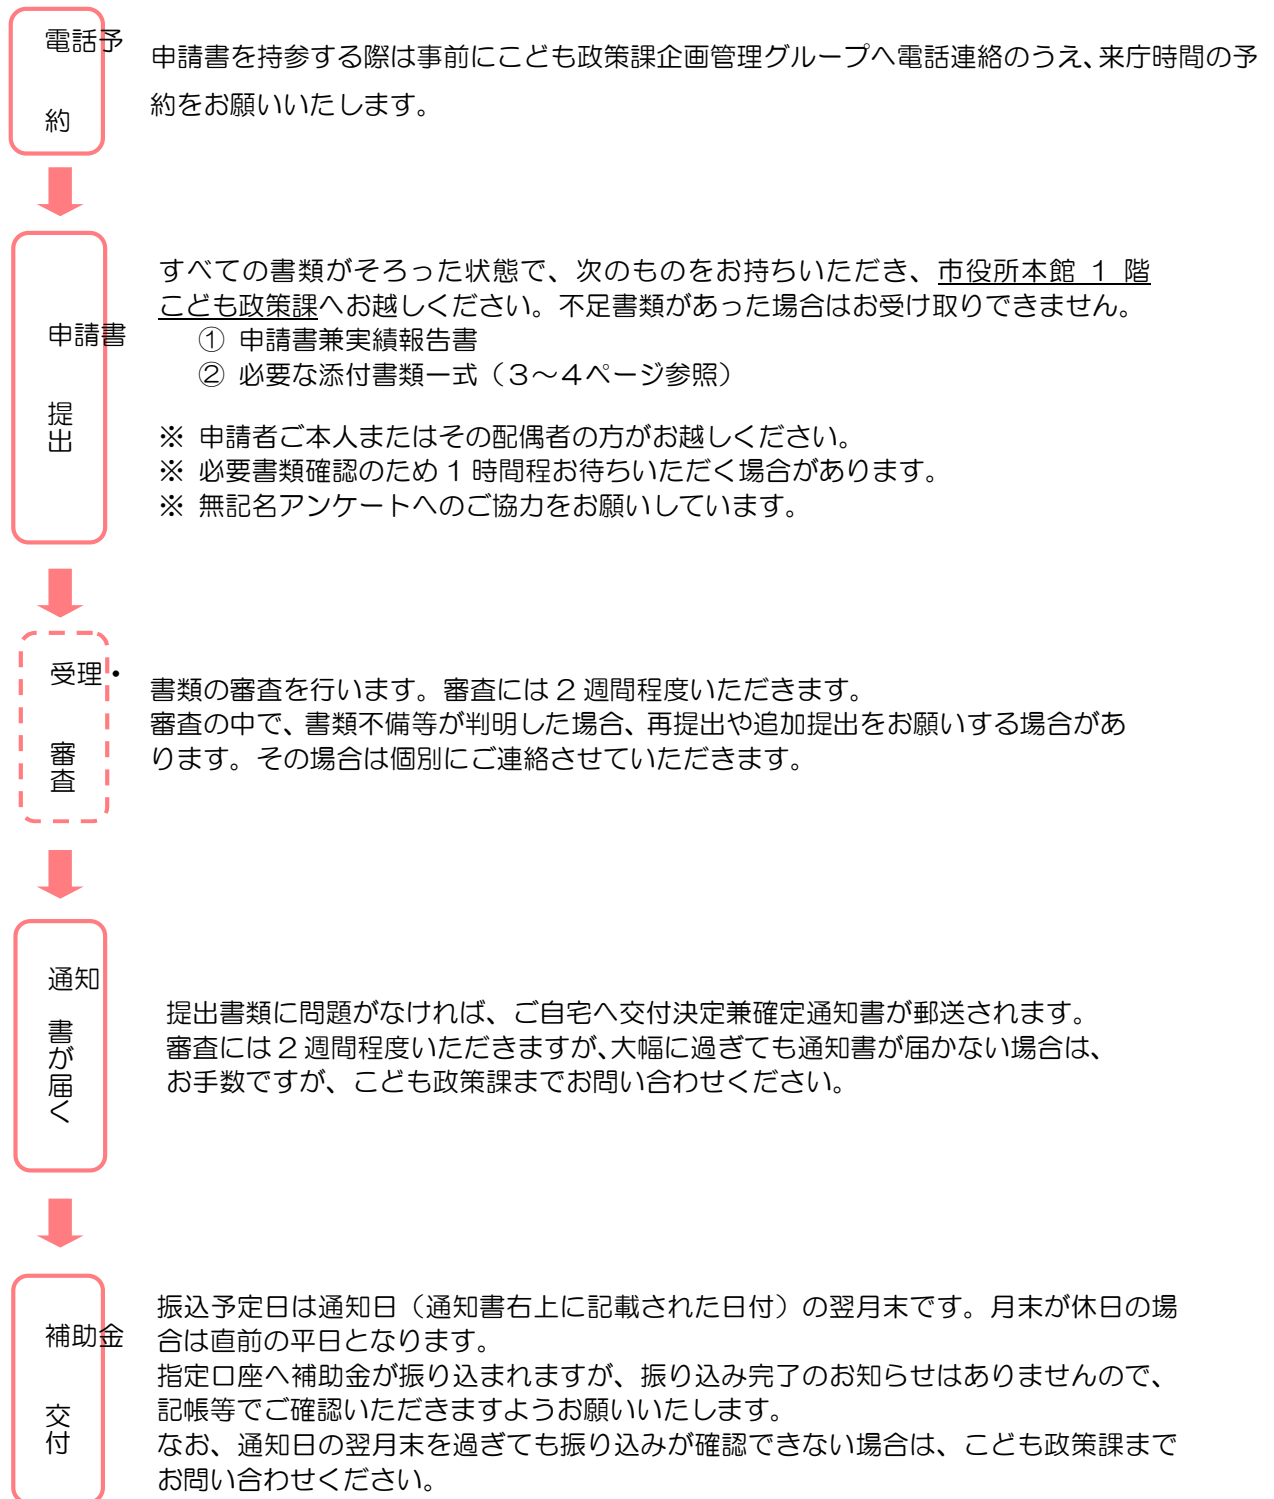 電話予
約
申請書を持参する際は事前にこども政策課企画管理グループへ電話連絡のうえ、来庁時間の予
約をお願いいたします。
申請書
提出
すべての書類がそろった状態で、次のものをお持ちいただき、市役所本館 1 階
こども政策課へお越しください。不足書類があった場合はお受け取りできません。
① 申請書兼実績報告書
② 必要な添付書類一式（３～４ページ参照）
※ 申請者ご本人またはその配偶者の方がお越しください。
※ 必要書類確認のため 1 時間程お待ちいただく場合があります。
※ 無記名アンケートへのご協力をお願いしています。
受理・
審査
書類の審査を行います。審査には 2 週間程度いただきます。
審査の中で、書類不備等が判明した場合、再提出や追加提出をお願いする場合があ
ります。その場合は個別にご連絡させていただきます。
通知
書が届く
提出書類に問題がなければ、ご自宅へ交付決定兼確定通知書が郵送されます。
審査には 2 週間程度いただきますが、大幅に過ぎても通知書が届かない場合は、
お手数ですが、こども政策課までお問い合わせください。
補助金
交付
振込予定日は通知日（通知書右上に記載された日付）の翌月末です。月末が休日の場
合は直前の平日となります。
指定口座へ補助金が振り込まれますが、振り込み完了のお知らせはありませんので、
記帳等でご確認いただきますようお願いいたします。
なお、通知日の翌月末を過ぎても振り込みが確認できない場合は、こども政策課まで
お問い合わせください。